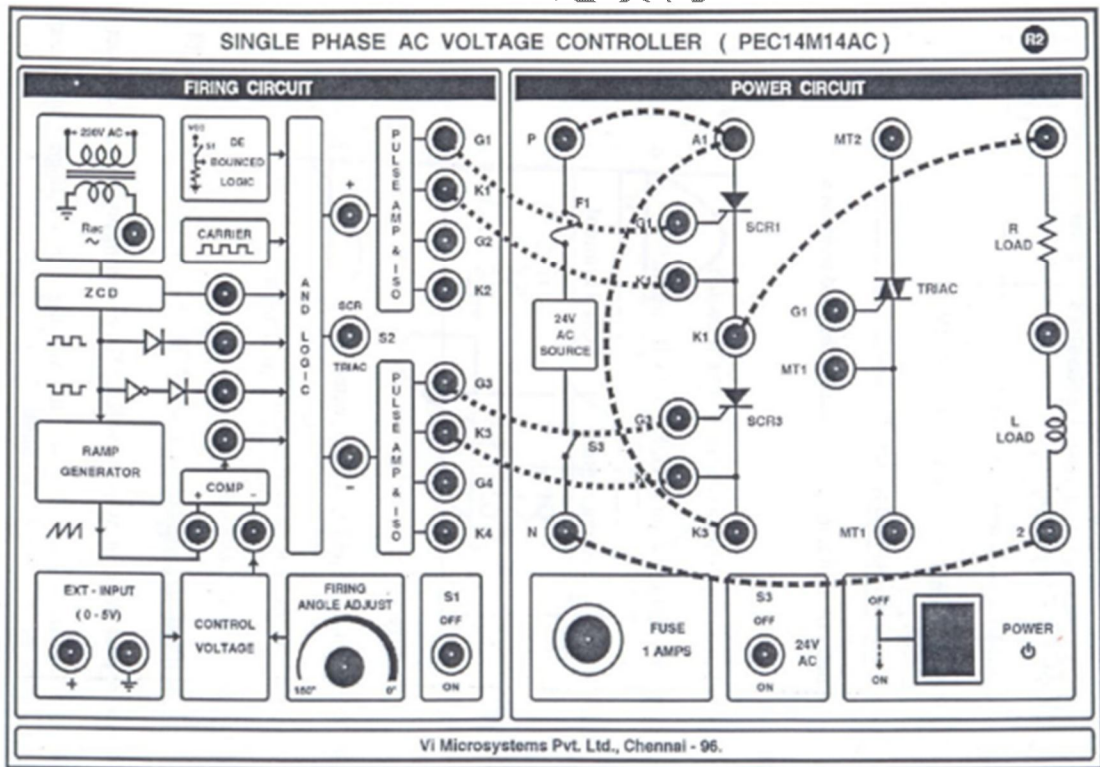 SINGLE PHASE AC VOLTAGE CONTROLLER ( PEC14M14AC )
R2
FIRING CIRCUIT
230V AC
Rac
~
ZCD
RAMP
GENERATOR
VCC
S1
DE
BOUNCED
LOGIC
CARRIER
COMP
+ -
AND LOGIC
+
SCR
S2
TRIAC
-
PULSE AMP & ISO
G1
K1
G2
K2
PULSE AMP & ISO
G3
K3
G4
K4
EXT - INPUT
( 0 - 5V)
+
CONTROL
VOLTAGE
FIRING
ANGLE ADJUST
180° 0°
S1
OFF
ON
POWER CIRCUIT
P
F1
24V
AC
SOURCE
S3
N
A1
G1
SCR1
K1
K1
G3
SCR3
K3
MT2
G1
TRIAC
MT1
MT1
1
R
LOAD
L
LOAD
2
FUSE
1 AMPS
S3
OFF
24V
AC
ON
OFF
ON
POWER
Vi Microsystems Pvt. Ltd., Chennai - 96.